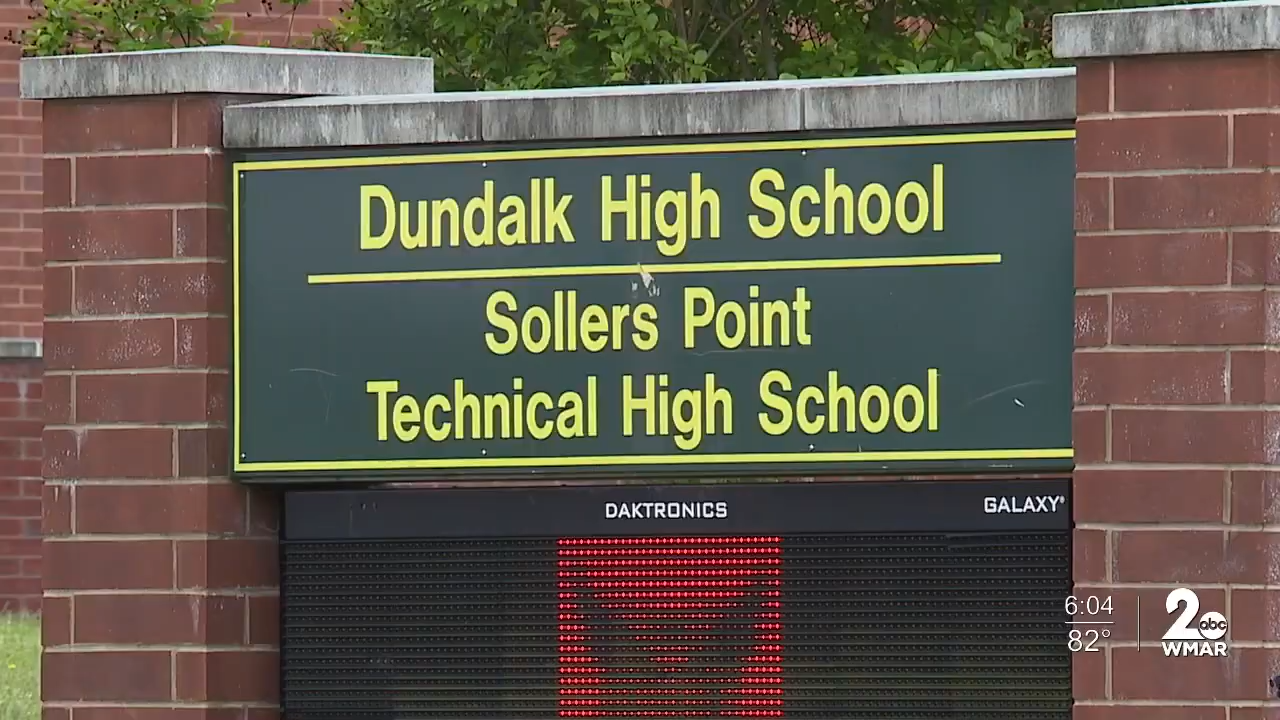 Dundalk High School
Sollers Point
Technical High School
DAKTRONICS
GALAXY®
6:04
82°
2 abc
WMAR